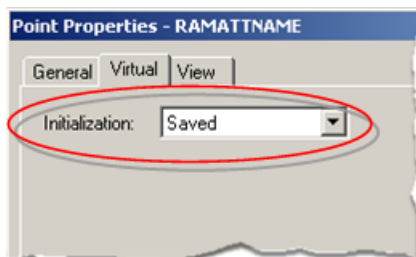 Point Properties - RAMATTNAME
General Virtual View
Initialization: Saved